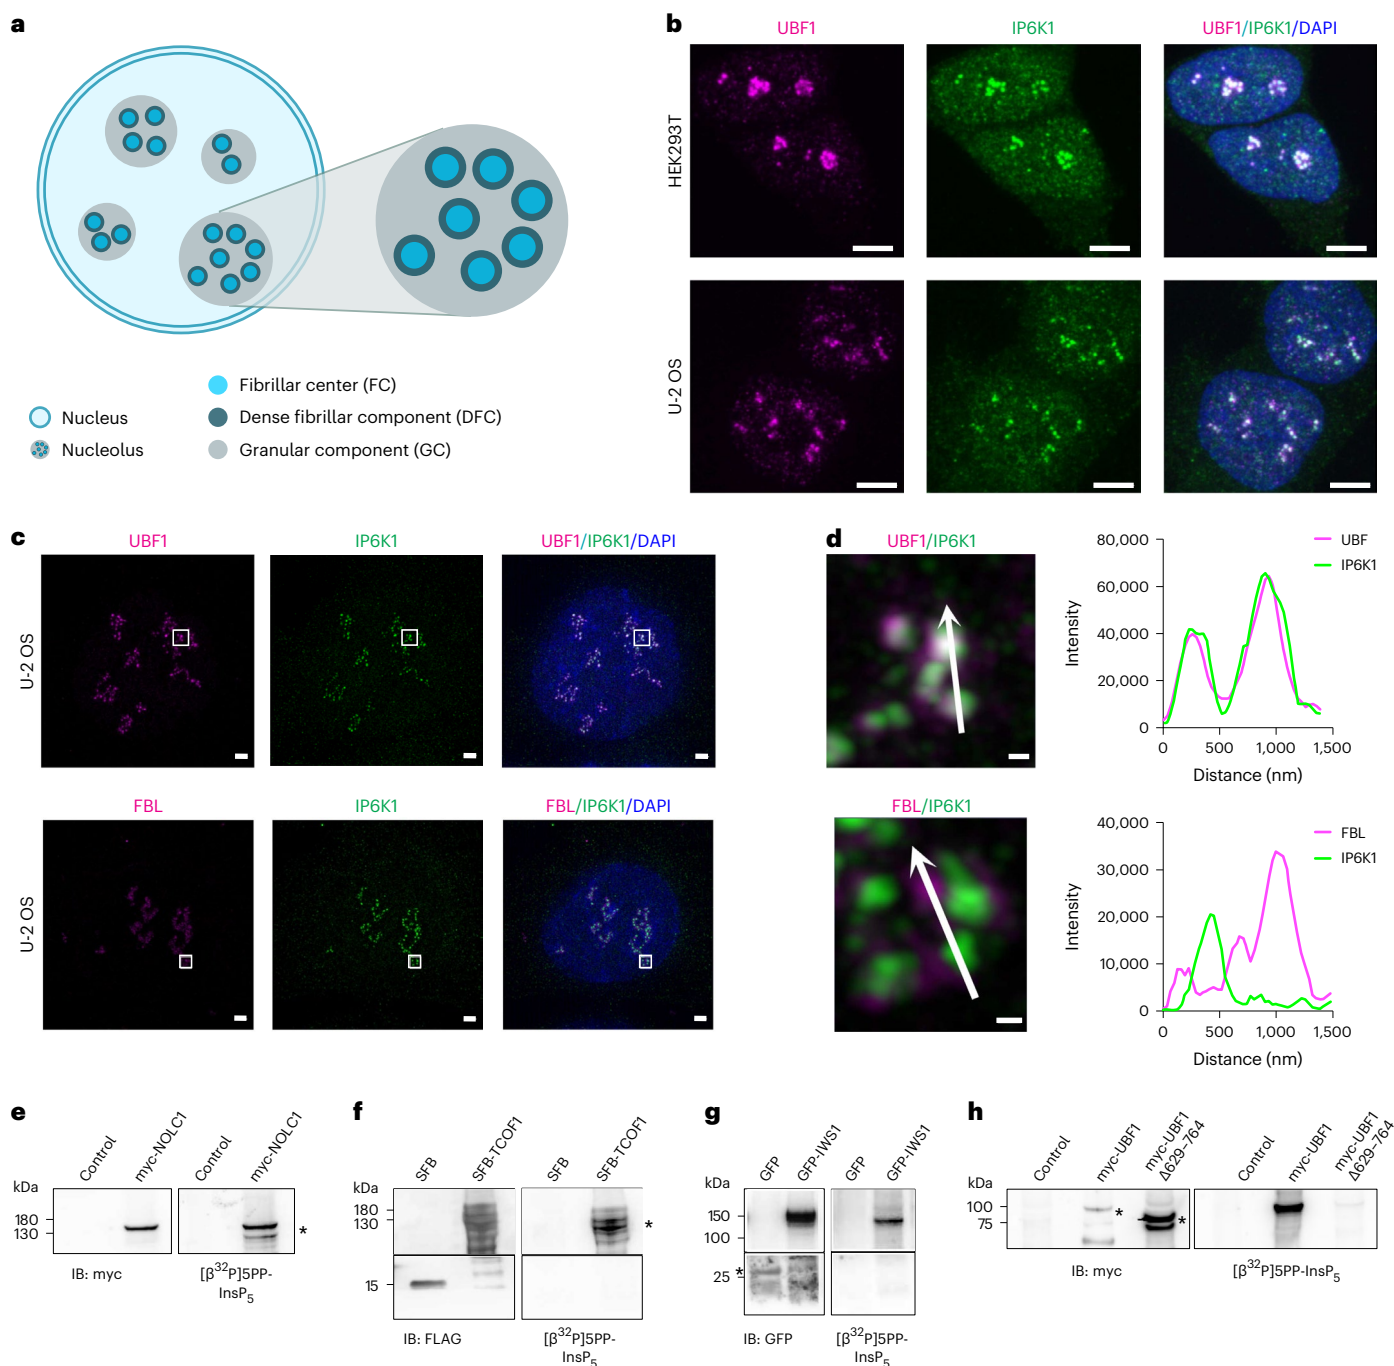 a
Nucleus
Nucleolus
Fibrillar center (FC)
Dense fibrillar component (DFC)
Granular component (GC)
b
UBF1
IP6K1
UBF1/IP6K1/DAPI
HEK293T
U-2 OS
c
UBF1
IP6K1
UBF1/IP6K1/DAPI
U-2 OS
FBL
IP6K1
FBL/IP6K1/DAPI
U-2 OS
d
UBF1/IP6K1
80,000
60,000
40,000
20,000
0
Intensity
0
500
1,000
1,500
Distance (nm)
UBF
IP6K1
FBL/IP6K1
40,000
30,000
20,000
10,000
0
Intensity
0
500
1,000
1,500
Distance (nm)
FBL
IP6K1
e
Control
myc-NOLC1
Control
myc-NOLC1
kDa
180
130
*
IB: myc
[β³²P]5PP-
InsP₅
f
SFB
SFB-TCOF1
SFB
SFB-TCOF1
kDa
180
130
*
15
IB: FLAG
[β³²P]5PP-
InsP₅
g
GFP
GFP-IWS1
GFP
GFP-IWS1
kDa
150
100
*
25
IB: GFP
[β³²P]5PP-
InsP₅
h
Control
myc-UBF1
myc-UBF1
Δ629–764
Control
myc-UBF1
myc-UBF1
Δ629–764
kDa
100
75
*
*
IB: myc
[β³²P]5PP-InsP₅